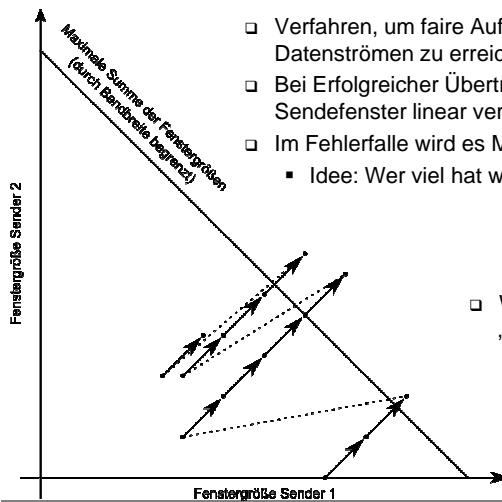 ❑ Verfahren, um faire Auf
Datenströmen zu erreic
❑ Bei Erfolgreicher Übertr
Sendefenster linear ver
❑ Im Fehlerfalle wird es M
▪ Idee: Wer viel hat w
Maximale Summe der Fenstergrößen
(durch Bandbreite begrenzt)
Fenstergröße Sender 2
Fenstergröße Sender 1